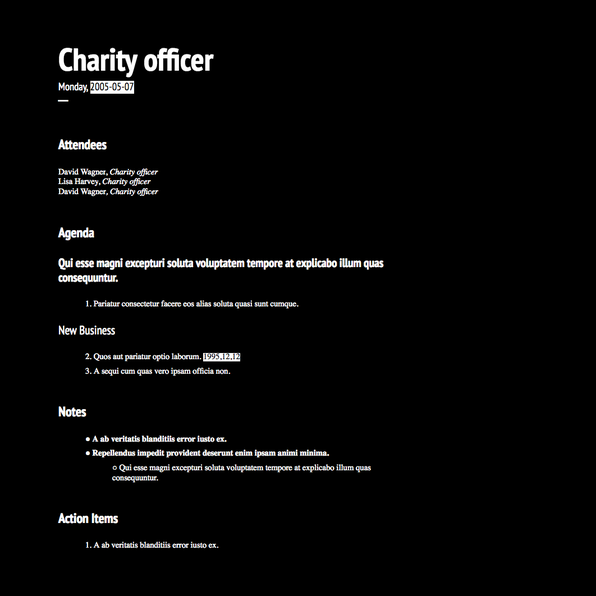 Charity officer
Monday, 2005-05-07
—
Attendees
David Wagner, Charity officer
Lisa Harvey, Charity officer
David Wagner, Charity officer
Agenda
Qui esse magni excepturi soluta voluptatem tempore at explicabo illum quas
consequuntur.
1. Pariatur consectetur facere eos alias soluta quasi sunt cumque.
New Business
2. Quos aut pariatur optio laborum. 1995.12.12
3. A sequi cum quas vero ipsam officia non.
Notes
● A ab veritatis blanditiis error iusto ex.
● Repellendus impedit provident deserunt enim ipsam animi minima.
○ Qui esse magni excepturi soluta voluptatem tempore at explicabo illum quas
consequuntur.
Action Items
1. A ab veritatis blanditiis error iusto ex.